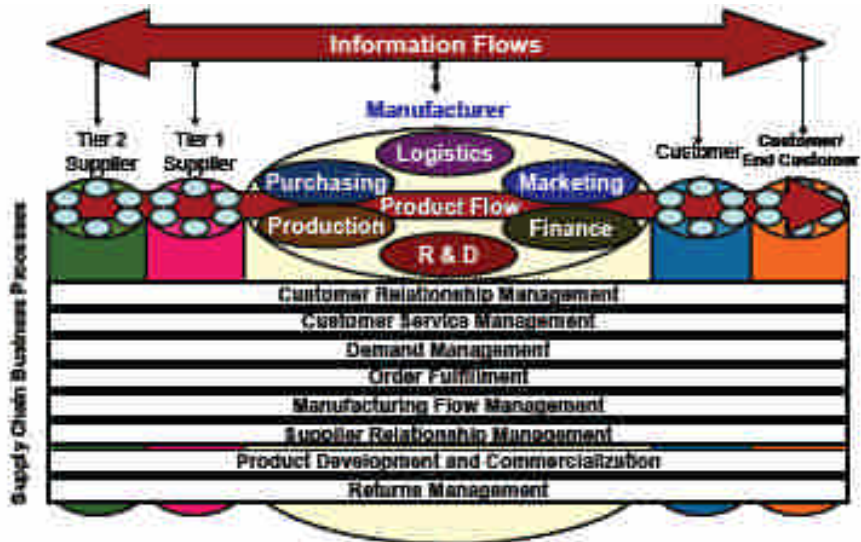 Information Flows
Manufacturer
Tier 2
Supplier
Tier 1
Supplier
Customer
Customer/
End Customer
Logistics
Purchasing
Marketing
Product Flow
Production
Finance
R & D
Supply Chain Business Processes
Customer Relationship Management
Customer Service Management
Demand Management
Order Fulfillment
Manufacturing Flow Management
Supplier Relationship Management
Product Development and Commercialization
Returns Management